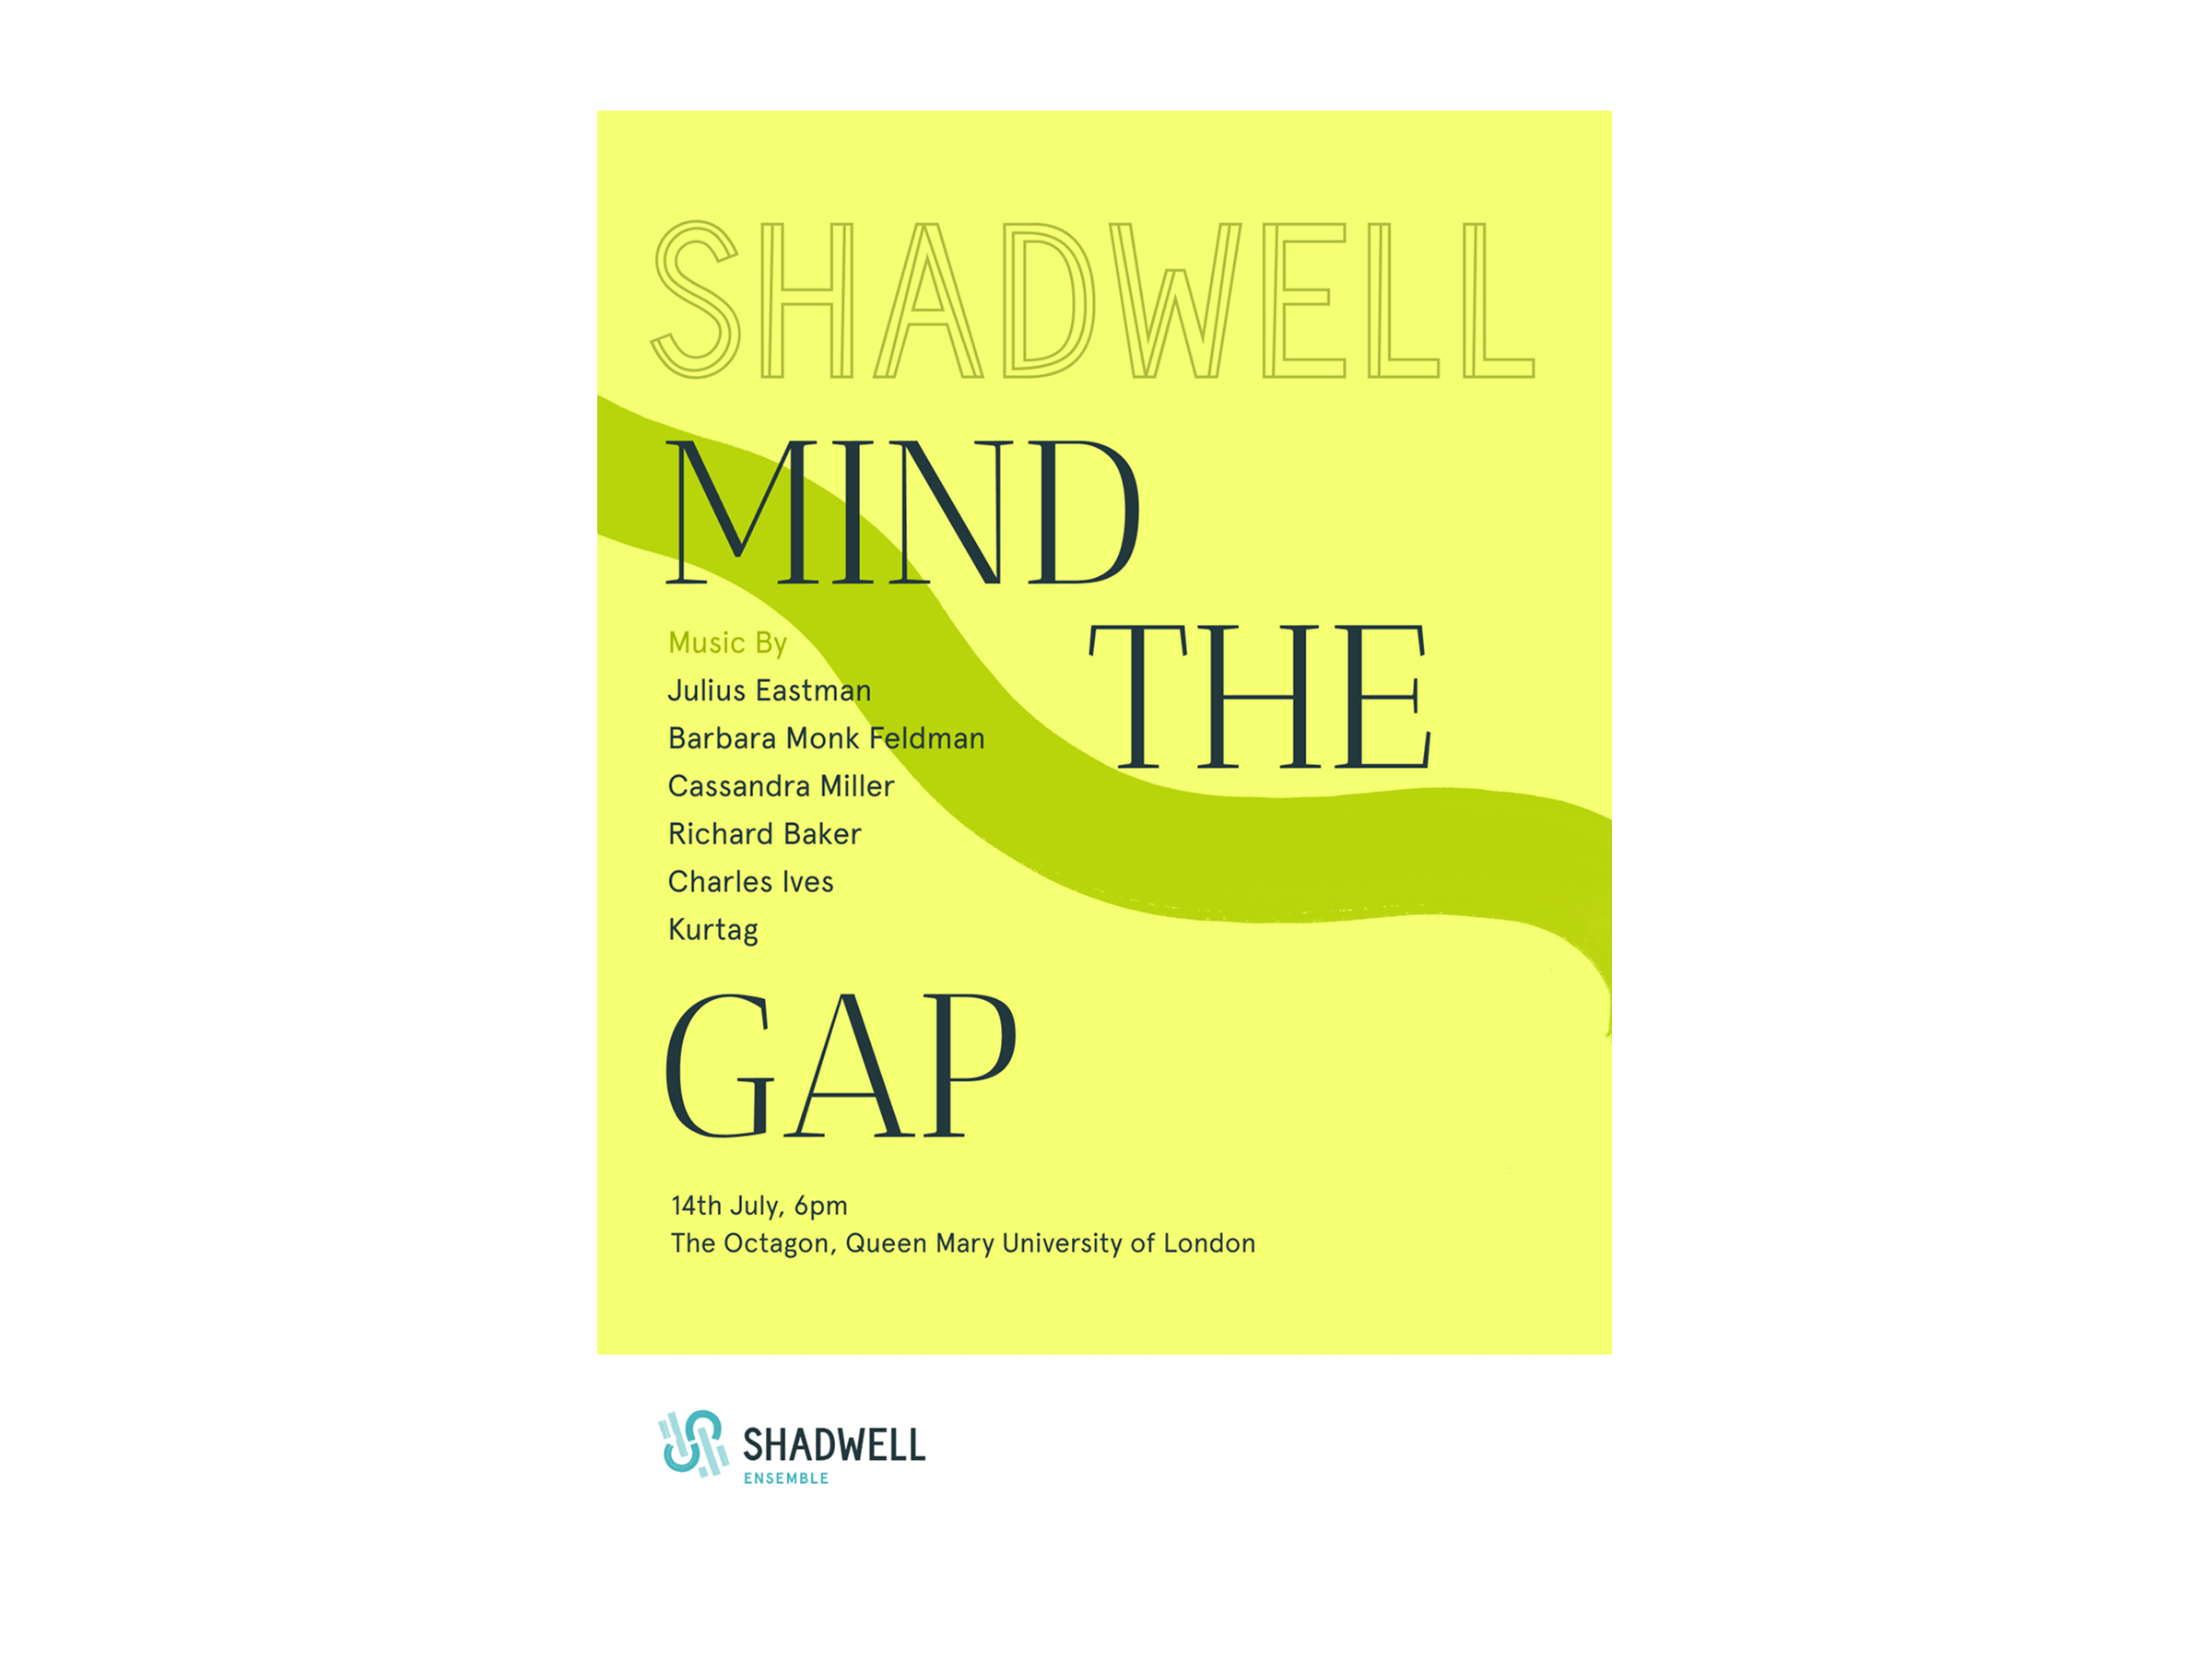 SHADWELL
MIND
THE
Music By
Julius Eastman
Barbara Monk Feldman
Cassandra Miller
Richard Baker
Charles Ives
Kurtag
GAP
14th July, 6pm
The Octagon, Queen Mary University of London
SHADWELL
ENSEMBLE